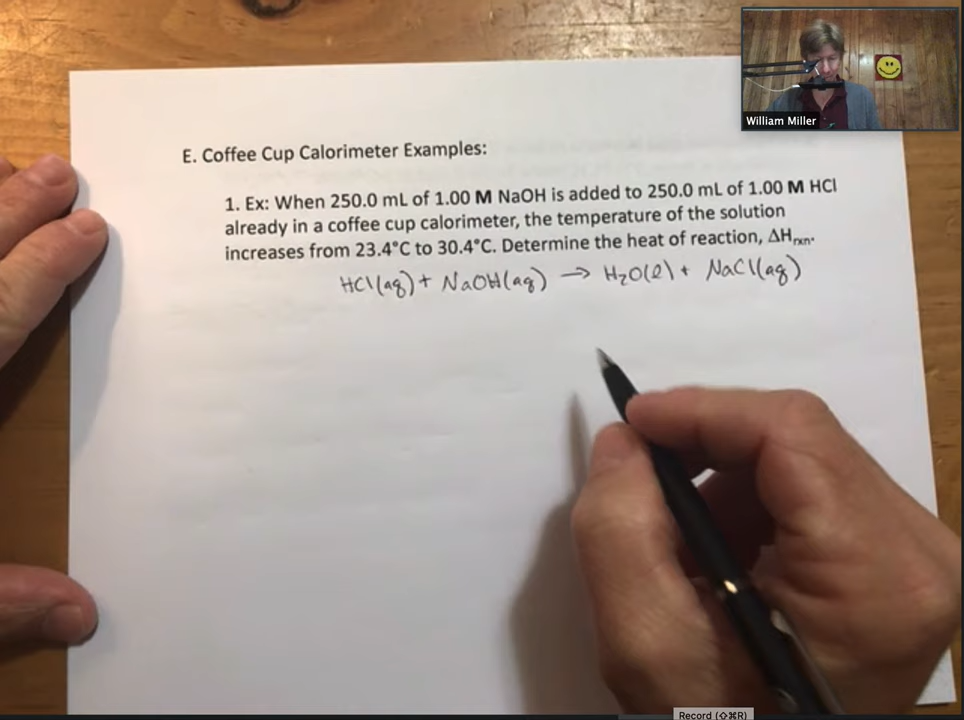 William Miller
E. Coffee Cup Calorimeter Examples:
1. Ex: When 250.0 mL of 1.00 M NaOH is added to 250.0 mL of 1.00 M HCl
already in a coffee cup calorimeter, the temperature of the solution
increases from 23.4°C to 30.4°C. Determine the heat of reaction, ΔHrxn.
HCl(aq) + NaOH(aq) → H₂O(l) + NaCl(aq)
Record (⇧⌘R)